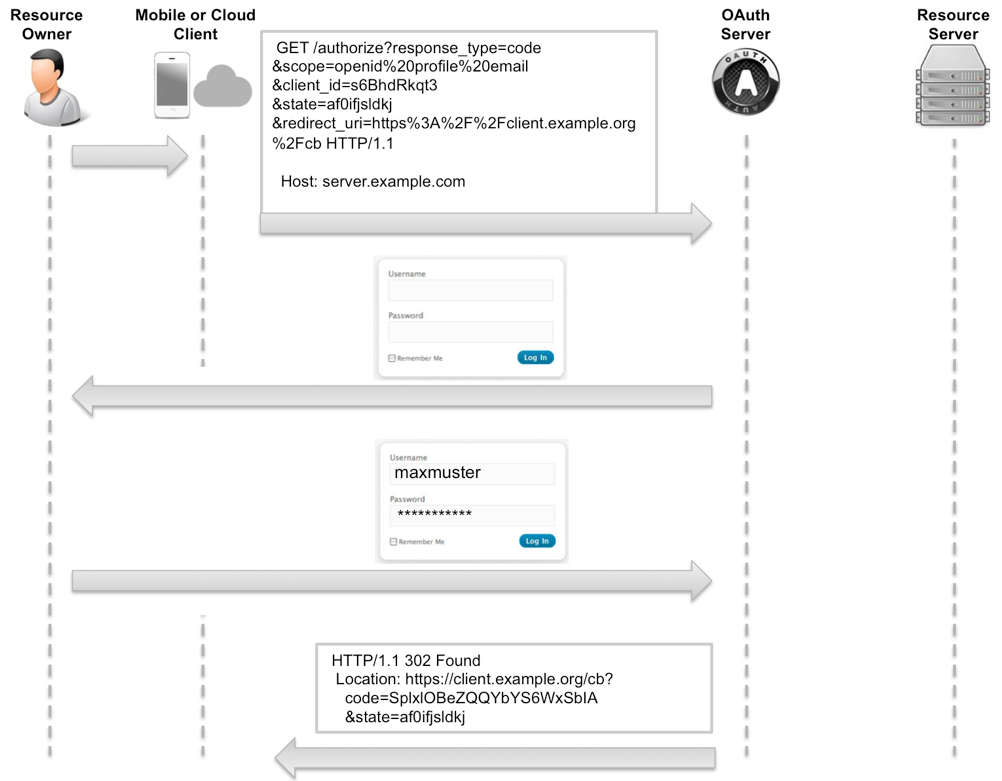 Resource
Owner
Mobile or Cloud
Client
OAuth
Server
Resource
Server
OAUTH
A
AUTH
GET /authorize?response_type=code
&scope=openid%20profile%20email
&client_id=s6BhdRkqt3
&state=af0ifjsldkj
&redirect_uri=https%3A%2F%2Fclient.example.org
%2Fcb HTTP/1.1
Host: server.example.com
Username
Password
Remember Me
Log In
Username
maxmuster
Password
***********
Remember Me
Log In
HTTP/1.1 302 Found
Location: https://client.example.org/cb?
code=SplxlOBeZQQYbYS6WxSbIA
&state=af0ifjsldkj